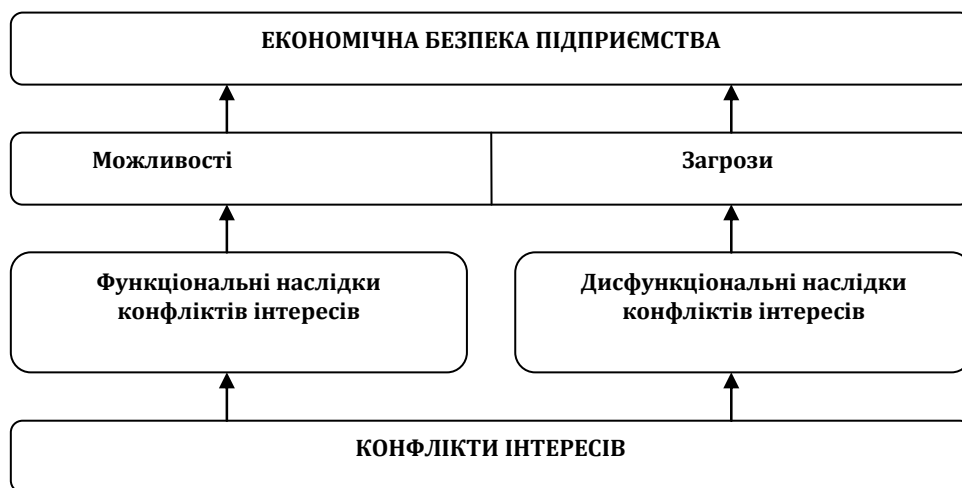 ЕКОНОМІЧНА БЕЗПЕКА ПІДПРИЄМСТВА
Можливості
Загрози
Функціональні наслідки
конфліктів інтересів
Дисфункціональні наслідки
конфліктів інтересів
КОНФЛІКТИ ІНТЕРЕСІВ